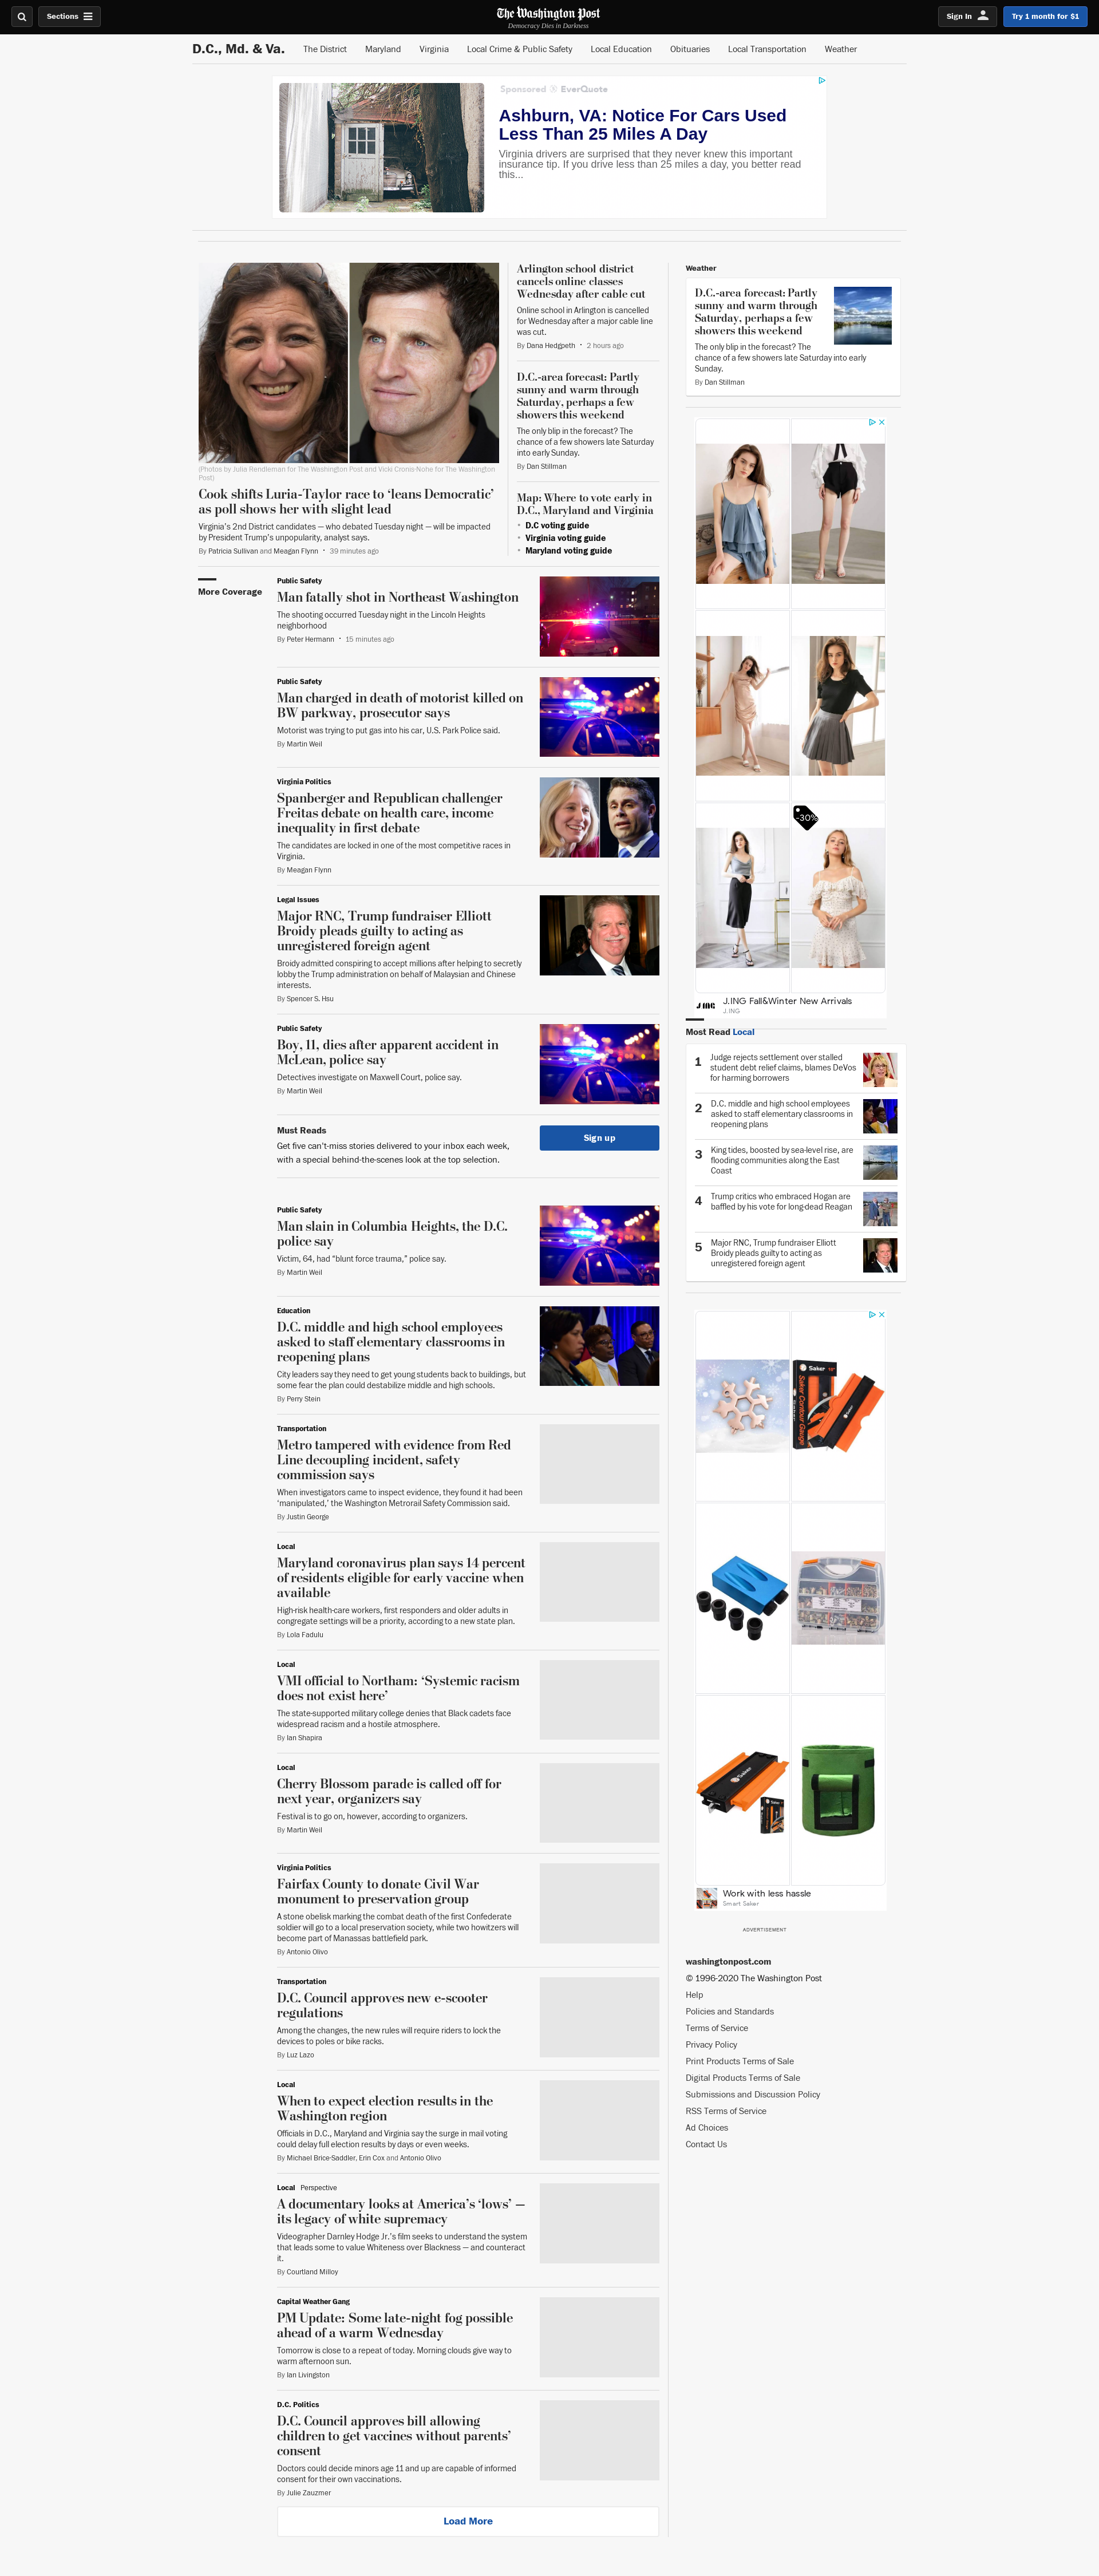 Sections
The Washington Post
Democracy Dies in Darkness
Sign In
Try 1 month for $1
D.C., Md. & Va.
The District
Maryland
Virginia
Local Crime & Public Safety
Local Education
Obituaries
Local Transportation
Weather
Sponsored
EverQuote
Ashburn, VA: Notice For Cars Used
Less Than 25 Miles A Day
Virginia drivers are surprised that they never knew this important
insurance tip. If you drive less than 25 miles a day, you better read
this...
(Photos by Julia Rendleman for The Washington Post and Vicki Cronis-Nohe for The Washington
Post)
Cook shifts Luria-Taylor race to ‘leans Democratic’
as poll shows her with slight lead
Virginia’s 2nd District candidates — who debated Tuesday night — will be impacted
by President Trump’s unpopularity, analyst says.
By Patricia Sullivan and Meagan Flynn • 39 minutes ago
Arlington school district
cancels online classes
Wednesday after cable cut
Online school in Arlington is cancelled
for Wednesday after a major cable line
was cut.
By Dana Hedgpeth • 2 hours ago
D.C.-area forecast: Partly
sunny and warm through
Saturday, perhaps a few
showers this weekend
The only blip in the forecast? The
chance of a few showers late Saturday
into early Sunday.
By Dan Stillman
Map: Where to vote early in
D.C., Maryland and Virginia
• D.C voting guide
• Virginia voting guide
• Maryland voting guide
More Coverage
Public Safety
Man fatally shot in Northeast Washington
The shooting occurred Tuesday night in the Lincoln Heights
neighborhood
By Peter Hermann • 15 minutes ago
Public Safety
Man charged in death of motorist killed on
BW parkway, prosecutor says
Motorist was trying to put gas into his car, U.S. Park Police said.
By Martin Weil
Virginia Politics
Spanberger and Republican challenger
Freitas debate on health care, income
inequality in first debate
The candidates are locked in one of the most competitive races in
Virginia.
By Meagan Flynn
Legal Issues
Major RNC, Trump fundraiser Elliott
Broidy pleads guilty to acting as
unregistered foreign agent
Broidy admitted conspiring to accept millions after helping to secretly
lobby the Trump administration on behalf of Malaysian and Chinese
interests.
By Spencer S. Hsu
Public Safety
Boy, 11, dies after apparent accident in
McLean, police say
Detectives investigate on Maxwell Court, police say.
By Martin Weil
Must Reads
Get five can't-miss stories delivered to your inbox each week,
with a special behind-the-scenes look at the top selection.
Sign up
Public Safety
Man slain in Columbia Heights, the D.C.
police say
Victim, 64, had “blunt force trauma,” police say.
By Martin Weil
Education
D.C. middle and high school employees
asked to staff elementary classrooms in
reopening plans
City leaders say they need to get young students back to buildings, but
some fear the plan could destabilize middle and high schools.
By Perry Stein
Transportation
Metro tampered with evidence from Red
Line decoupling incident, safety
commission says
When investigators came to inspect evidence, they found it had been
‘manipulated,’ the Washington Metrorail Safety Commission said.
By Justin George
Local
Maryland coronavirus plan says 14 percent
of residents eligible for early vaccine when
available
High-risk health-care workers, first responders and older adults in
congregate settings will be a priority, according to a new state plan.
By Lola Fadulu
Local
VMI official to Northam: ‘Systemic racism
does not exist here’
The state-supported military college denies that Black cadets face
widespread racism and a hostile atmosphere.
By Ian Shapira
Local
Cherry Blossom parade is called off for
next year, organizers say
Festival is to go on, however, according to organizers.
By Martin Weil
Virginia Politics
Fairfax County to donate Civil War
monument to preservation group
A stone obelisk marking the combat death of the first Confederate
soldier will go to a local preservation society, while two howitzers will
become part of Manassas battlefield park.
By Antonio Olivo
Transportation
D.C. Council approves new e-scooter
regulations
Among the changes, the new rules will require riders to lock the
devices to poles or bike racks.
By Luz Lazo
Local
When to expect election results in the
Washington region
Officials in D.C., Maryland and Virginia say the surge in mail voting
could delay full election results by days or even weeks.
By Michael Brice-Saddler, Erin Cox and Antonio Olivo
Local Perspective
A documentary looks at America’s ‘lows’ —
its legacy of white supremacy
Videographer Darnley Hodge Jr.’s film seeks to understand the system
that leads some to value Whiteness over Blackness — and counteract
it.
By Courtland Milloy
Capital Weather Gang
PM Update: Some late-night fog possible
ahead of a warm Wednesday
Tomorrow is close to a repeat of today. Morning clouds give way to
warm afternoon sun.
By Ian Livingston
D.C. Politics
D.C. Council approves bill allowing
children to get vaccines without parents’
consent
Doctors could decide minors age 11 and up are capable of informed
consent for their own vaccinations.
By Julie Zauzmer
Load More
Weather
D.C.-area forecast: Partly
sunny and warm through
Saturday, perhaps a few
showers this weekend
The only blip in the forecast? The
chance of a few showers late Saturday into early
Sunday.
By Dan Stillman
-30%
J.ING
J.ING Fall&Winter New Arrivals
J.ING
Most Read Local
1 Judge rejects settlement over stalled
student debt relief claims, blames DeVos
for harming borrowers
2 D.C. middle and high school employees
asked to staff elementary classrooms in
reopening plans
3 King tides, boosted by sea-level rise, are
flooding communities along the East
Coast
4 Trump critics who embraced Hogan are
baffled by his vote for long-dead Reagan
5 Major RNC, Trump fundraiser Elliott
Broidy pleads guilty to acting as
unregistered foreign agent
Saker
Saker Contour Gauge
Saker
Work with less hassle
Smart Saker
ADVERTISEMENT
washingtonpost.com
© 1996-2020 The Washington Post
Help
Policies and Standards
Terms of Service
Privacy Policy
Print Products Terms of Sale
Digital Products Terms of Sale
Submissions and Discussion Policy
RSS Terms of Service
Ad Choices
Contact Us